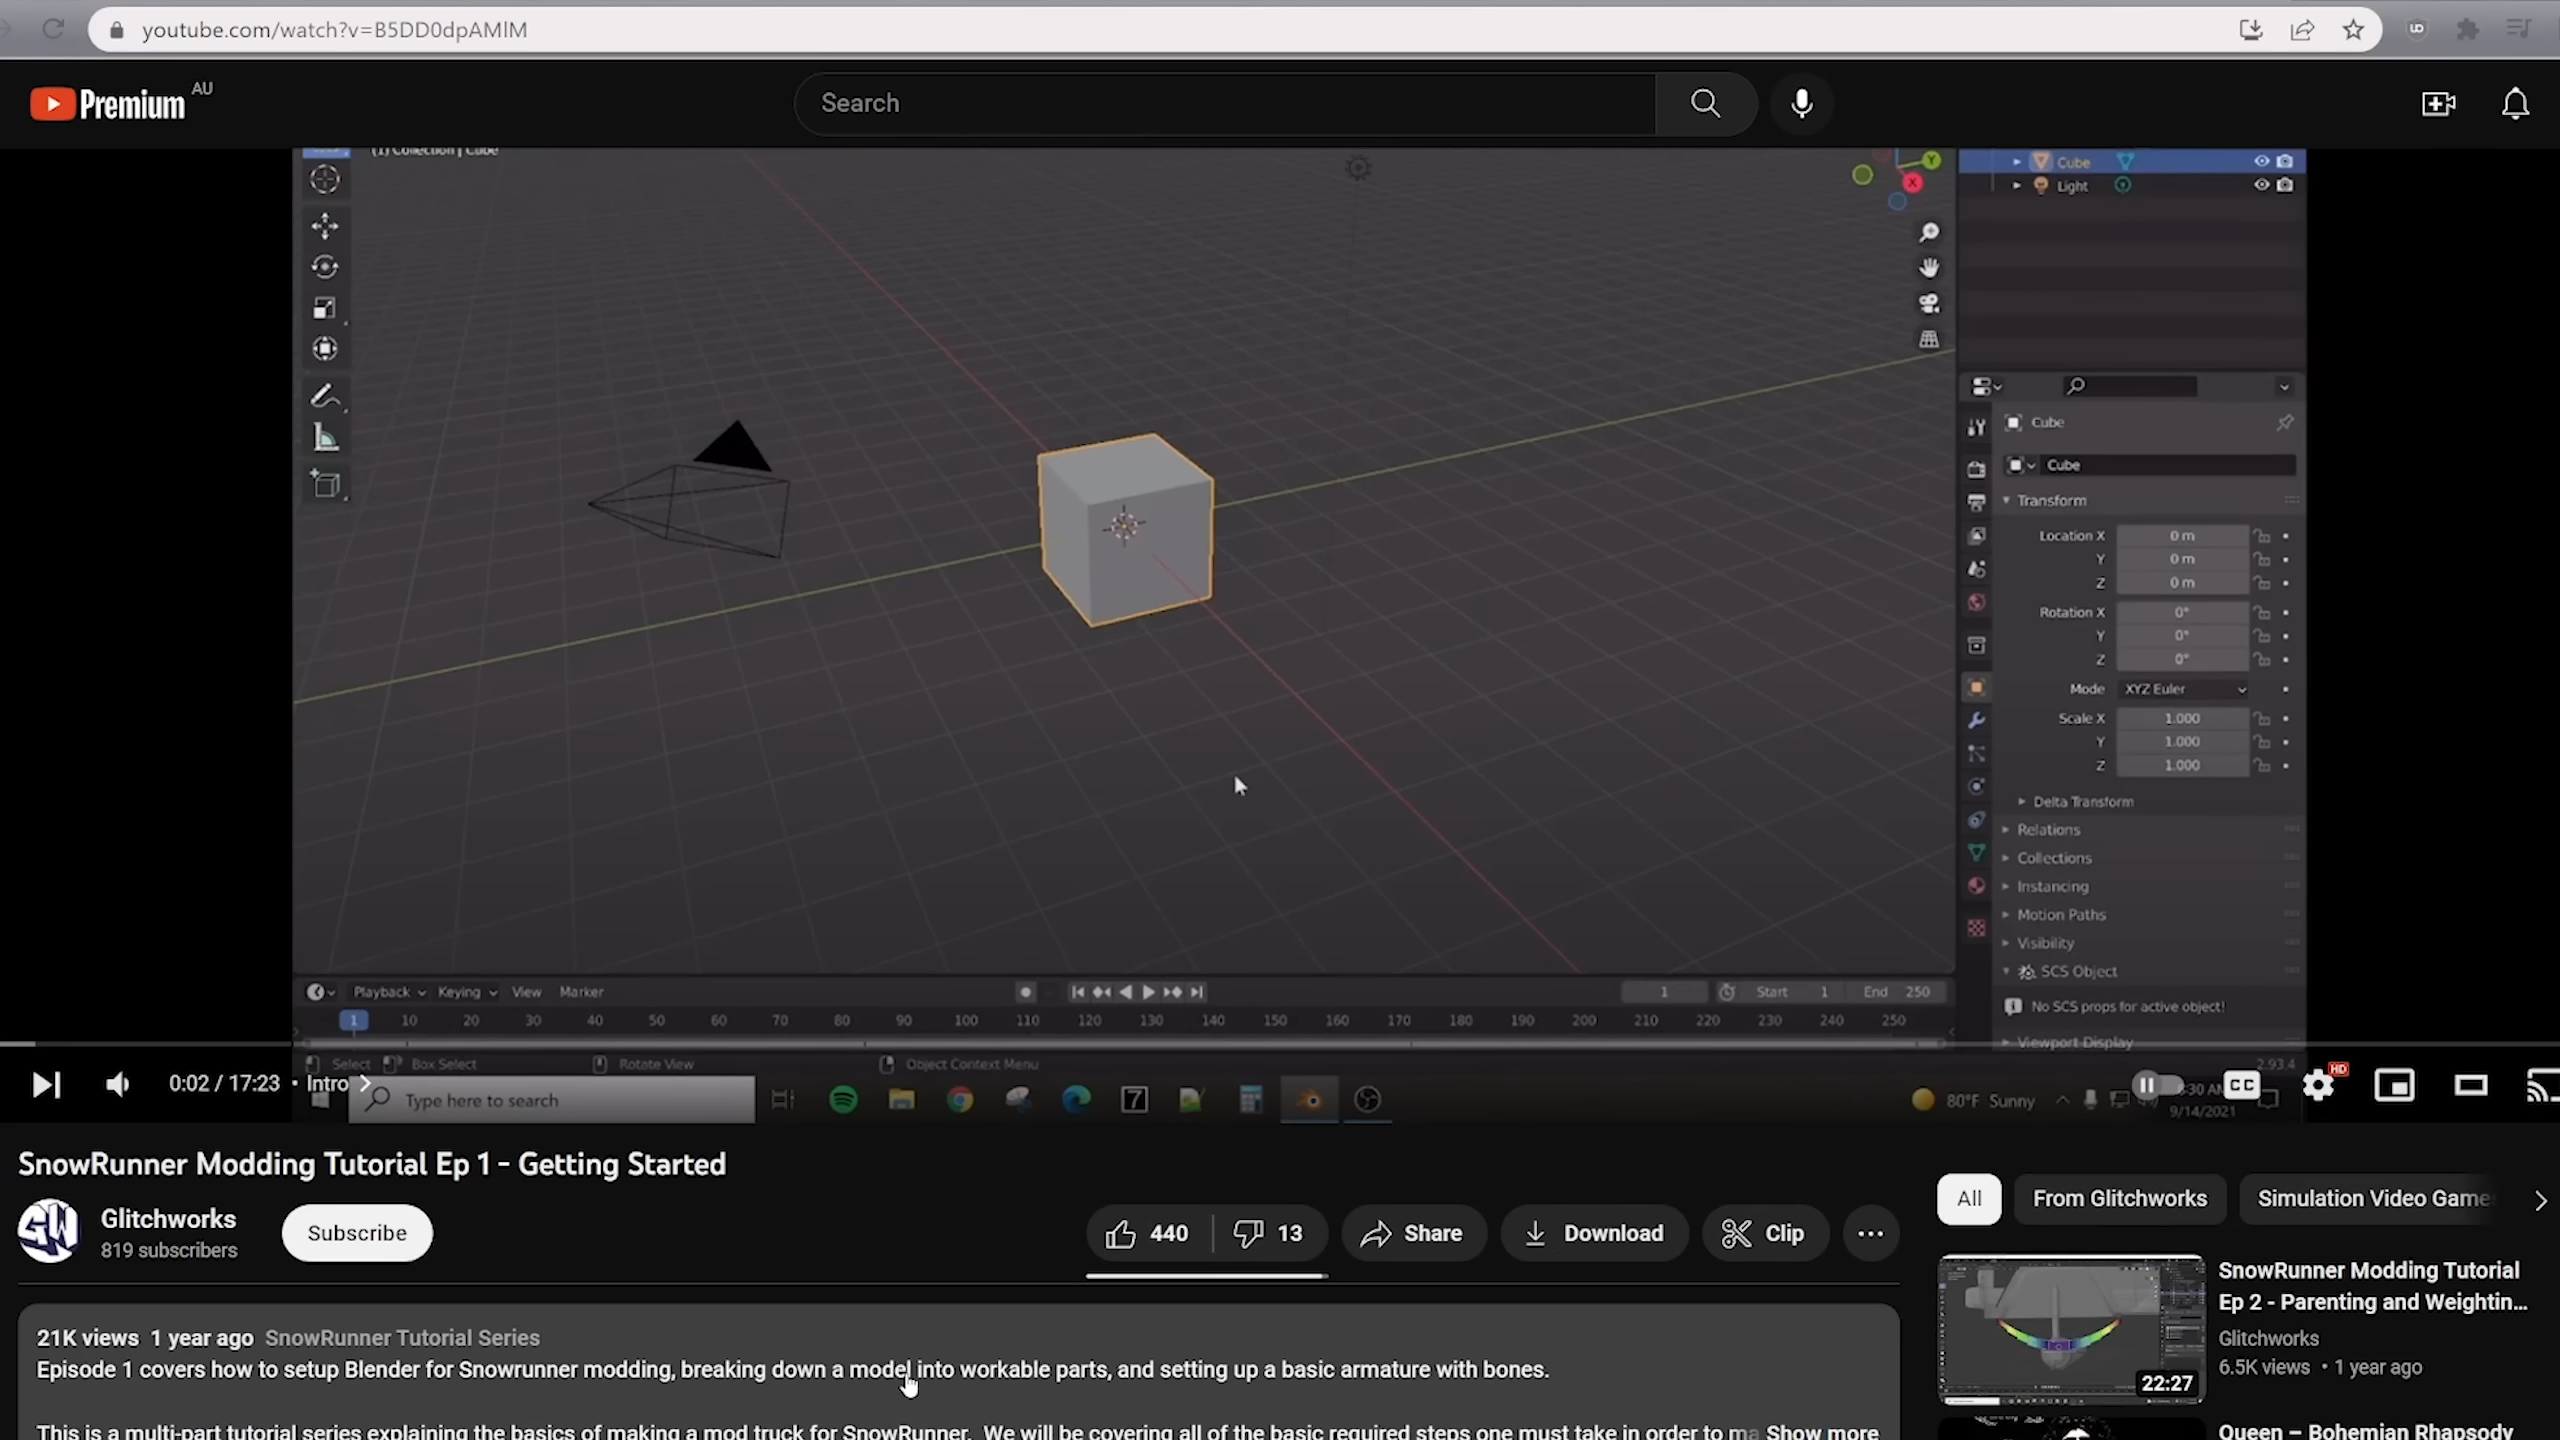 youtube.com/watch?v=B5DD0dpAMlM
Premium AU
Search
(1) Collection | Cube
Y
X
Cube
Light
Cube
Cube
Transform
Location X 0 m
Y 0 m
Z 0 m
Rotation X 0°
Y 0°
Z 0°
Mode XYZ Euler
Scale X 1.000
Y 1.000
Z 1.000
Delta Transform
Relations
Collections
Instancing
Motion Paths
Visibility
SCS Object
No SCS props for active object!
Viewport Display
Playback Keying View Marker
1 Start 1 End 250
1 10 20 30 40 50 60 70 80 90 100 110 120 130 140 150 160 170 180 190 200 210 220 230 240 250
Select Box Select Rotate View Object Context Menu 2.93.4
0:02 / 17:23 • Intro
CC
HD
Type here to search
7
80°F Sunny
9/14/2021
SnowRunner Modding Tutorial Ep 1 - Getting Started
GW
Glitchworks
819 subscribers
Subscribe
440
13
Share
Download
Clip
All
From Glitchworks
Simulation Video Game
21K views 1 year ago SnowRunner Tutorial Series
Episode 1 covers how to setup Blender for Snowrunner modding, breaking down a model into workable parts, and setting up a basic armature with bones.
This is a multi-part tutorial series explaining the basics of making a mod truck for SnowRunner. We will be covering all of the basic required steps one must take in order to ma Show more
SnowRunner Modding Tutorial
Ep 2 - Parenting and Weightin...
Glitchworks
6.5K views • 1 year ago
22:27
Queen – Bohemian Rhapsody